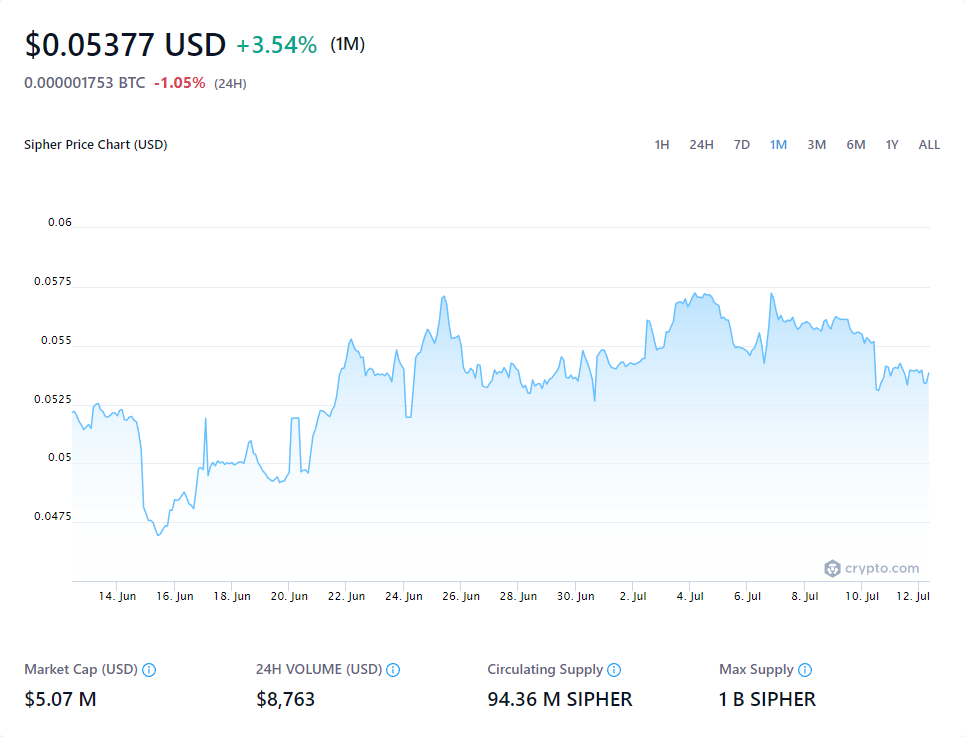 $0.05377 USD +3.54% (1M)
0.000001753 BTC -1.05% (24H)
Sipher Price Chart (USD) 1H 24H 7D 1M 3M 6M 1Y ALL
0.06
0.0575
0.055
0.0525
0.05
0.0475
crypto.com
14. Jun 16. Jun 18. Jun 20. Jun 22. Jun 24. Jun 26. Jun 28. Jun 30. Jun 2. Jul 4. Jul 6. Jul 8. Jul 10. Jul 12. Jul
Market Cap (USD) 24H VOLUME (USD) Circulating Supply Max Supply
$5.07 M $8,763 94.36 M SIPHER 1 B SIPHER